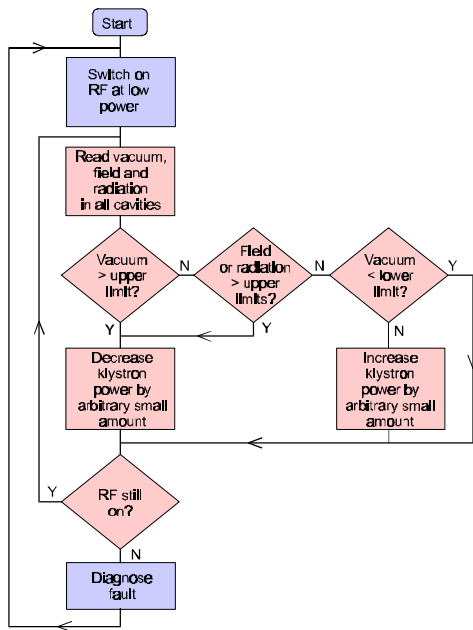 Start
Switch on
RF at low
power
Read vacuum,
field and
radiation
in all cavities
Vacuum
> upper
limit?
N
Field
or radiation
> upper
limits?
N
Vacuum
< lower
limit?
Y
Y
Y
N
Decrease
klystron
power by
arbitrary small
amount
Increase
klystron
power by
arbitrary small
amount
Y
RF still
on?
N
Diagnose
fault